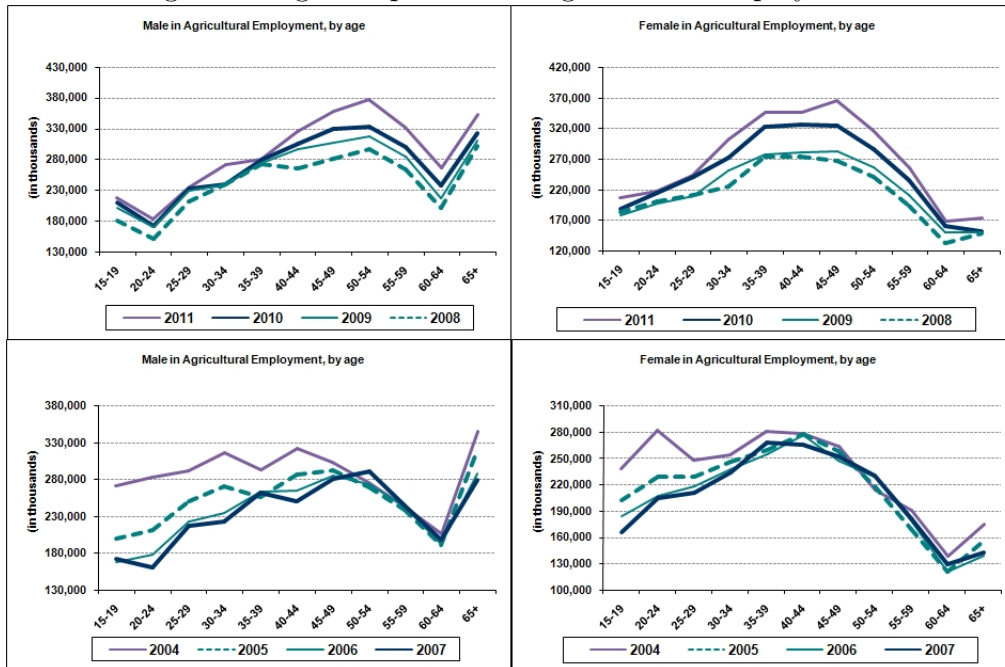 Male in Agricultural Employment, by age
(in thousands)
430,000
380,000
330,000
280,000
230,000
180,000
130,000
15-19 20-24 25-29 30-34 35-39 40-44 45-49 50-54 55-59 60-64 65+
2011 2010 2009 2008
Female in Agricultural Employment, by age
(in thousands)
420,000
370,000
320,000
270,000
220,000
170,000
120,000
15-19 20-24 25-29 30-34 35-39 40-44 45-49 50-54 55-59 60-64 65+
2011 2010 2009 2008
Male in Agricultural Employment, by age
(in thousands)
380,000
330,000
280,000
230,000
180,000
130,000
15-19 20-24 25-29 30-34 35-39 40-44 45-49 50-54 55-59 60-64 65+
2004 2005 2006 2007
Female in Agricultural Employment, by age
(in thousands)
310,000
280,000
250,000
220,000
190,000
160,000
130,000
100,000
15-19 20-24 25-29 30-34 35-39 40-44 45-49 50-54 55-59 60-64 65+
2004 2005 2006 2007